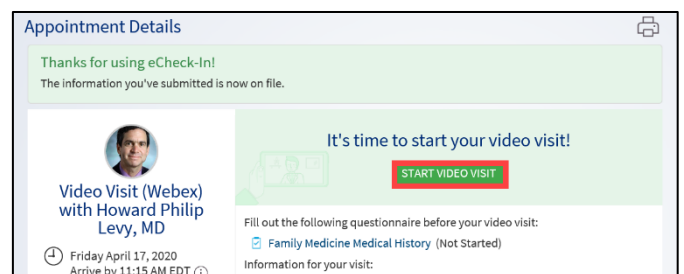 Appointment Details
Thanks for using eCheck-In!
The information you've submitted is now on file.
Video Visit (Webex)
with Howard Philip
Levy, MD
Friday April 17, 2020
Arrive by 11:15 AM EDT
It's time to start your video visit!
START VIDEO VISIT
Fill out the following questionnaire before your video visit:
Family Medicine Medical History (Not Started)
Information for your visit: